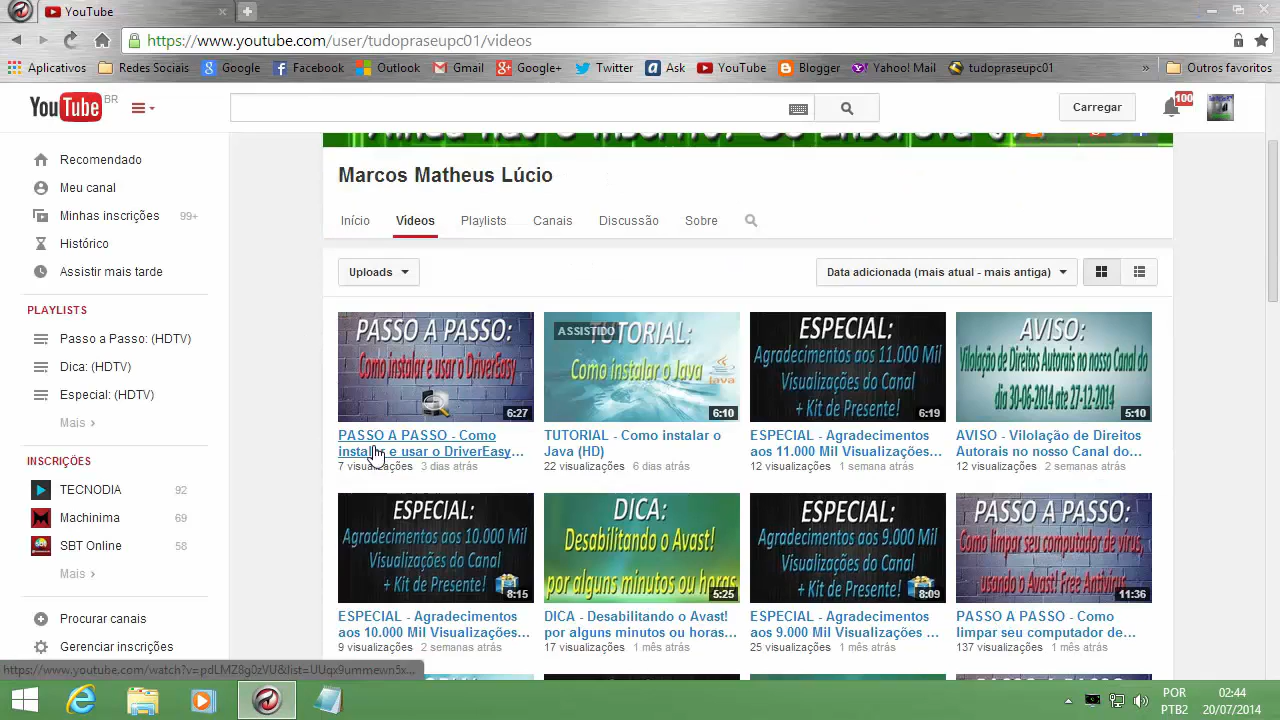 YouTube
https://www.youtube.com/user/tudopraseupc01/videos
Aplicativos
Redes Sociais
Google
Facebook
Outlook
Gmail
Google+
Twitter
Ask
YouTube
Blogger
Yahoo! Mail
tudopraseupc01
»
Outros favoritos
YouTube BR
Carregar
100
Marcos Matheus Lúcio
Início
Videos
Playlists
Canais
Discussão
Sobre
Recomendado
Meu canal
Minhas inscrições 99+
Histórico
Assistir mais tarde
PLAYLISTS
Passo a Passo: (HDTV)
Dica: (HDTV)
Especial: (HDTV)
Mais ›
INSCRIÇÕES
TECNODIA 92
Machinima 69
SBT Online 58
Mais ›
Procurar canais
Gerenciar inscrições
Uploads
Data adicionada (mais atual - mais antiga)
PASSO A PASSO:
Como instalar e usar o DriverEasy
6:27
PASSO A PASSO - Como
instalar e usar o DriverEasy...
7 visualizações 3 dias atrás
ASSISTIDO
TUTORIAL:
Como instalar o Java
Java
6:10
TUTORIAL - Como instalar o
Java (HD)
22 visualizações 6 dias atrás
ESPECIAL:
Agradecimentos aos 11.000 Mil
Visualizações do Canal
+ Kit de Presente!
6:19
ESPECIAL - Agradecimentos
aos 11.000 Mil Visualizações...
12 visualizações 1 semana atrás
AVISO:
Vilolação de Direitos Autorais no nosso Canal do
dia 30-06-2014 até 27-12-2014
5:10
AVISO - Vilolação de Direitos
Autorais no nosso Canal do...
12 visualizações 2 semanas atrás
ESPECIAL:
Agradecimentos aos 10.000 Mil
Visualizações do Canal
+ Kit de Presente!
8:15
ESPECIAL - Agradecimentos
aos 10.000 Mil Visualizações...
9 visualizações 2 semanas atrás
DICA:
Desabilitando o Avast!
por alguns minutos ou horas
5:25
DICA - Desabilitando o Avast!
por alguns minutos ou horas...
17 visualizações 1 mês atrás
ESPECIAL:
Agradecimentos aos 9.000 Mil
Visualizações do Canal
+ Kit de Presente!
8:09
ESPECIAL - Agradecimentos
aos 9.000 Mil Visualizações ...
25 visualizações 1 mês atrás
PASSO A PASSO:
Como limpar seu computador de vírus,
usando o Avast! Free Antivirus
11:36
PASSO A PASSO - Como
limpar seu computador de...
137 visualizações 1 mês atrás
POR
PTB2
02:44
20/07/2014